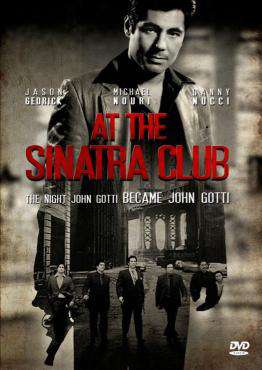 JASON GEDRICK
MICHAEL NOURI
DANNY NUCCI
AT THE
SINATRA CLUB
THE NIGHT JOHN GOTTI BECAME JOHN GOTTI
DVD